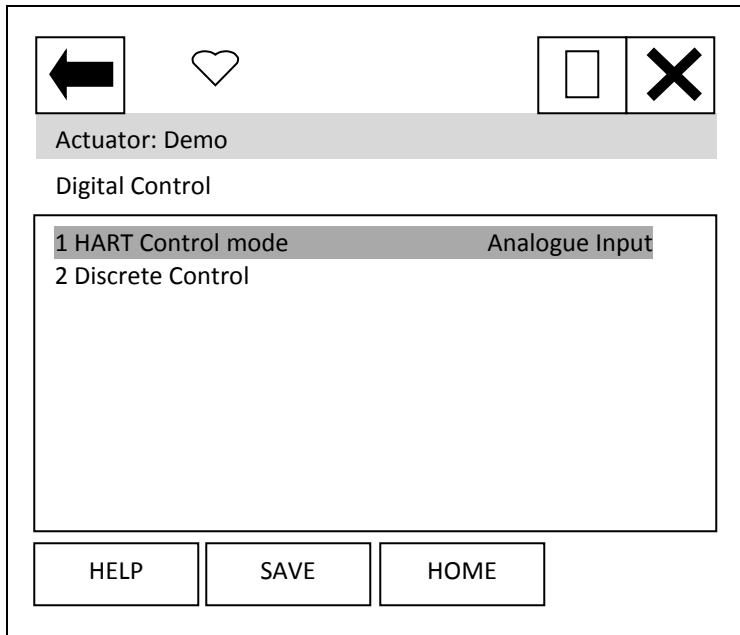 Actuator: Demo
Digital Control
1 HART Control mode Analogue Input
2 Discrete Control
HELP SAVE HOME